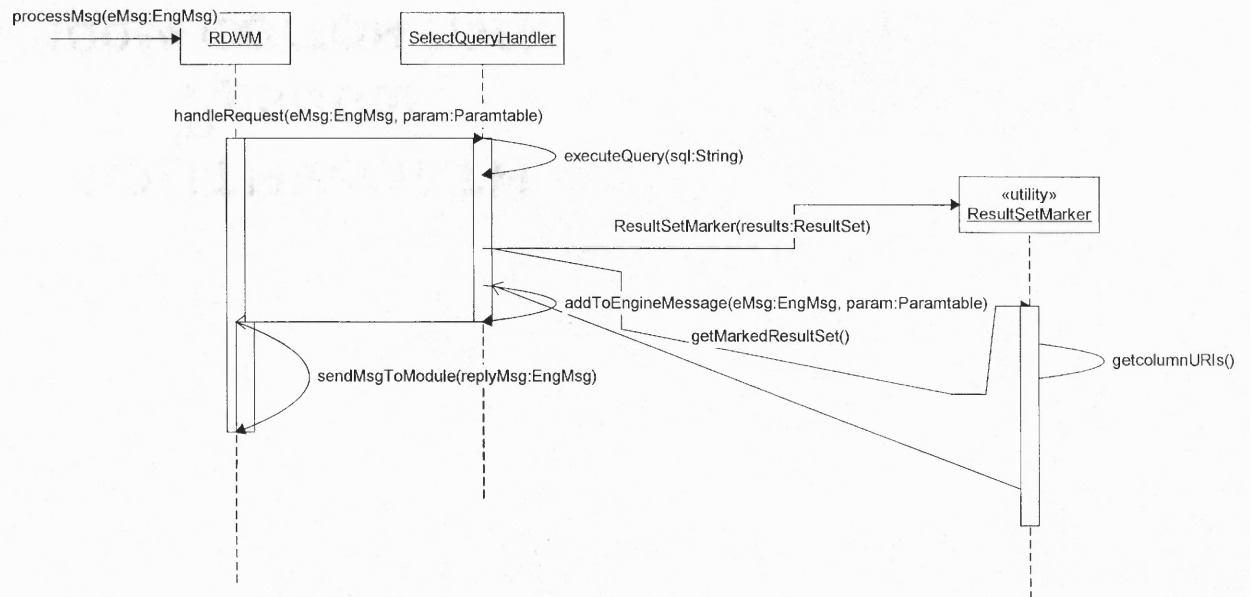 processMsg(eMsg:EngMsg)
RDWM
SelectQueryHandler
handleRequest(eMsg:EngMsg, param:Paramtable)
executeQuery(sql:String)
«utility»
ResultSetMarker
ResultSetMarker(results:ResultSet)
addToEngineMessage(eMsg:EngMsg, param:Paramtable)
getMarkedResultSet()
getcolumnURIs()
sendMsgToModule(replyMsg:EngMsg)